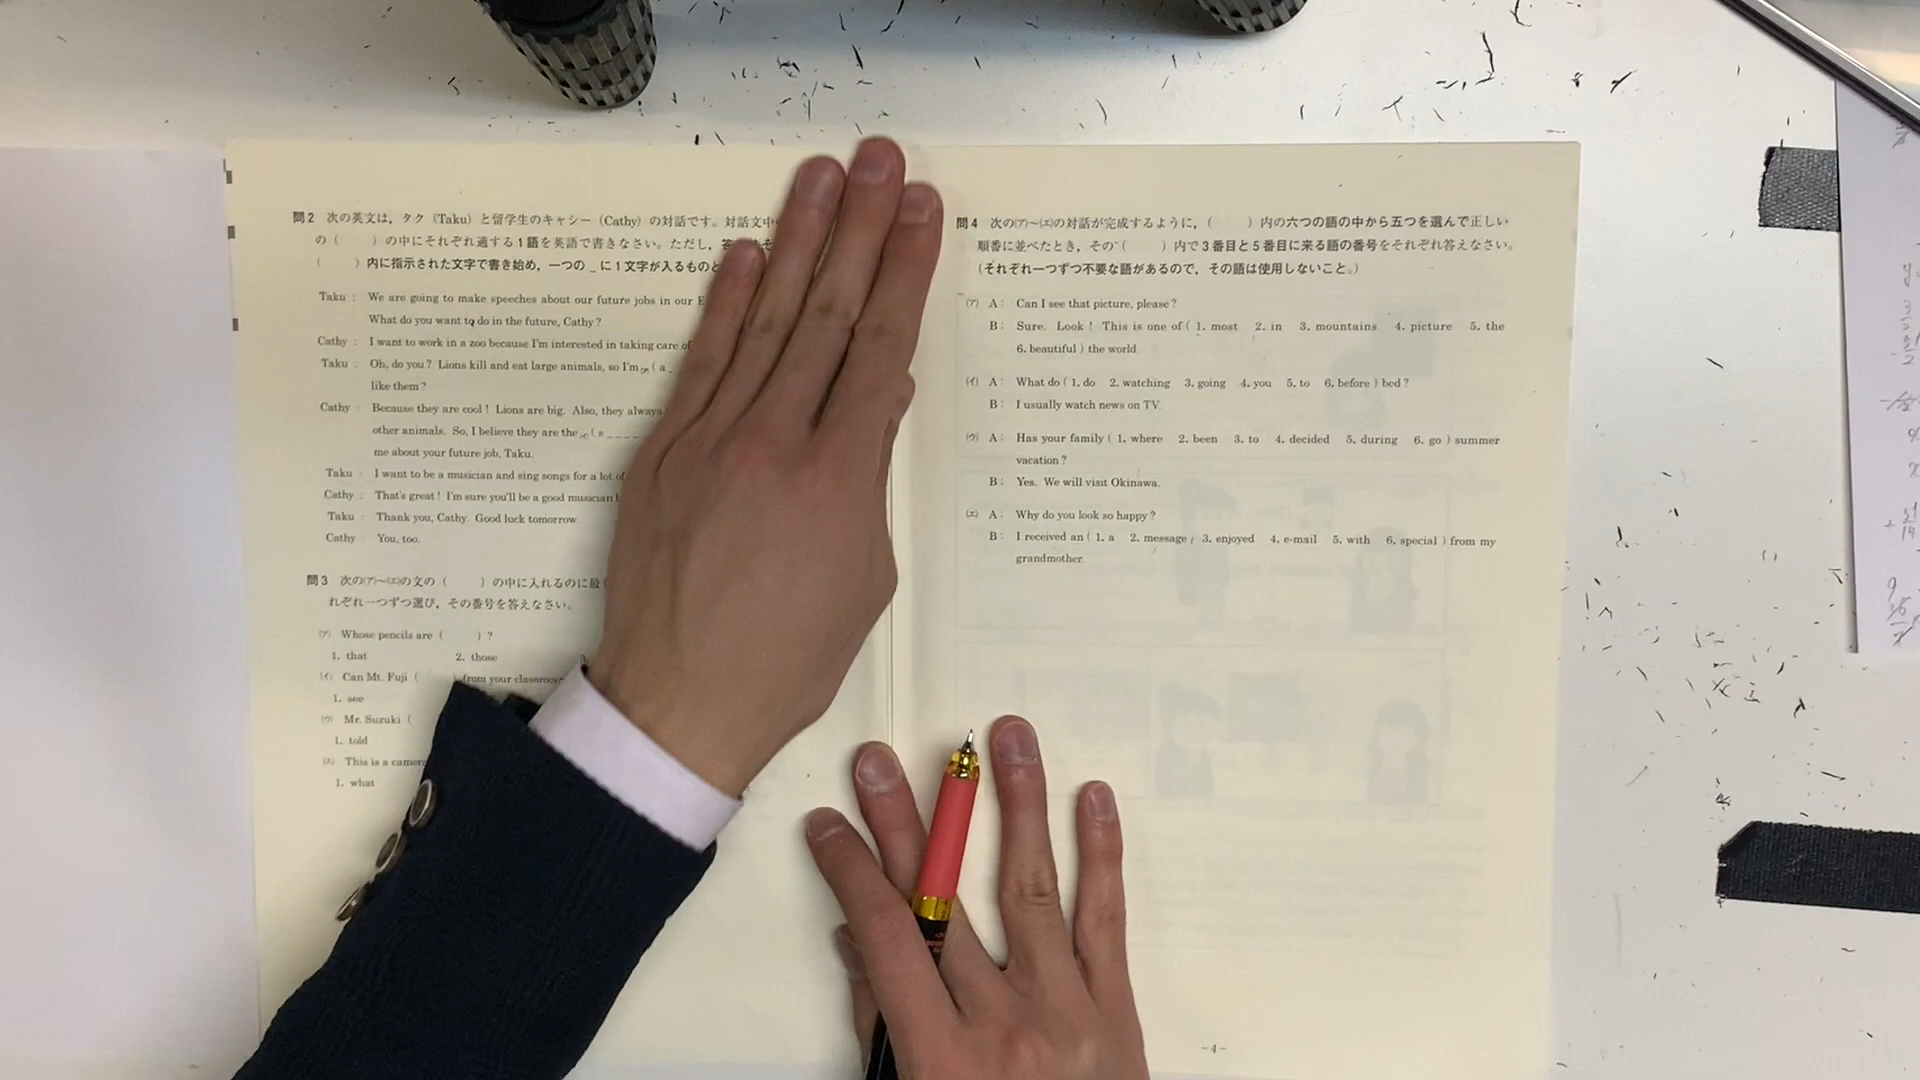 問2 次の英文は，タク（Taku）と留学生のキャシー（Cathy）の対話です。対話文中
の（　　）の中にそれぞれ適する1語を英語で書きなさい。ただし，答
（　　）内に指示された文字で書き始め，一つの _ に1文字が入るものと
Taku : We are going to make speeches about our future jobs in our
What do you want to do in the future, Cathy?
Cathy : I want to work in a zoo because I'm interested in taking care of
Taku : Oh, do you? Lions kill and eat large animals, so I'm (ア)( a _
like them?
Cathy : Because they are cool! Lions are big. Also, they always
other animals. So, I believe they are the (イ)( s _ _ _ _ _
me about your future job, Taku.
Taku : I want to be a musician and sing songs for a lot of
Cathy : That's great! I'm sure you'll be a good musician
Taku : Thank you, Cathy. Good luck tomorrow.
Cathy : You, too.
問3 次の(ア)〜(エ)の文の（　　）の中に入れるのに最
れぞれ一つずつ選び，その番号を答えなさい。
(ア) Whose pencils are (　　) ?
1. that 2. those
(イ) Can Mt. Fuji ( from your classroom
1. see
(ウ) Mr. Suzuki (
1. told
(エ) This is a camera
1. what
問4 次の(ア)〜(エ)の対話が完成するように，（　　）内の六つの語の中から五つを選んで正しい
順番に並べたとき，その（　　）内で3番目と5番目に来る語の番号をそれぞれ答えなさい。
（それぞれ一つずつ不要な語があるので，その語は使用しないこと。）
(ア) A : Can I see that picture, please?
B : Sure. Look! This is one of ( 1. most 2. in 3. mountains 4. picture 5. the
6. beautiful ) the world.
(イ) A : What do ( 1. do 2. watching 3. going 4. you 5. to 6. before ) bed?
B : I usually watch news on TV.
(ウ) A : Has your family ( 1. where 2. been 3. to 4. decided 5. during 6. go ) summer
vacation?
B : Yes. We will visit Okinawa.
(エ) A : Why do you look so happy?
B : I received an ( 1. a 2. message 3. enjoyed 4. e-mail 5. with 6. special ) from my
grandmother.
－4－